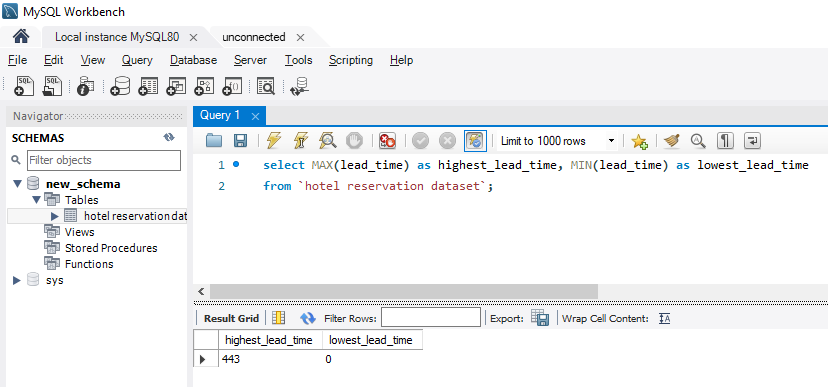 MySQL Workbench
Local instance MySQL80 × unconnected ×
File Edit View Query Database Server Tools Scripting Help
Navigator
SCHEMAS
Filter objects
new_schema
Tables
hotel reservation dat
Views
Stored Procedures
Functions
sys
Query 1 ×
Limit to 1000 rows
1 select MAX(lead_time) as highest_lead_time, MIN(lead_time) as lowest_lead_time
2 from `hotel reservation dataset`;
Result Grid Filter Rows: Export: Wrap Cell Content:
highest_lead_time lowest_lead_time
443 0